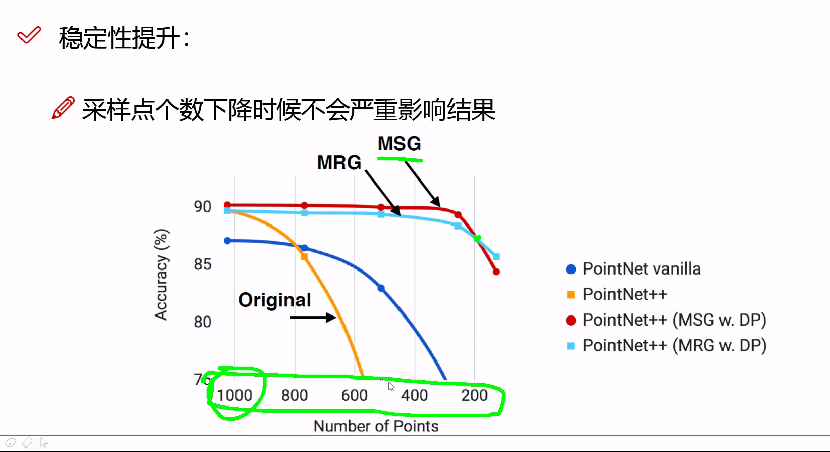 稳定性提升：
采样点个数下降时候不会严重影响结果
MSG
MRG
90
85
80
Accuracy (%)
Original
1000 800 600 400 200
Number of Points
PointNet vanilla
PointNet++
PointNet++ (MSG w. DP)
PointNet++ (MRG w. DP)